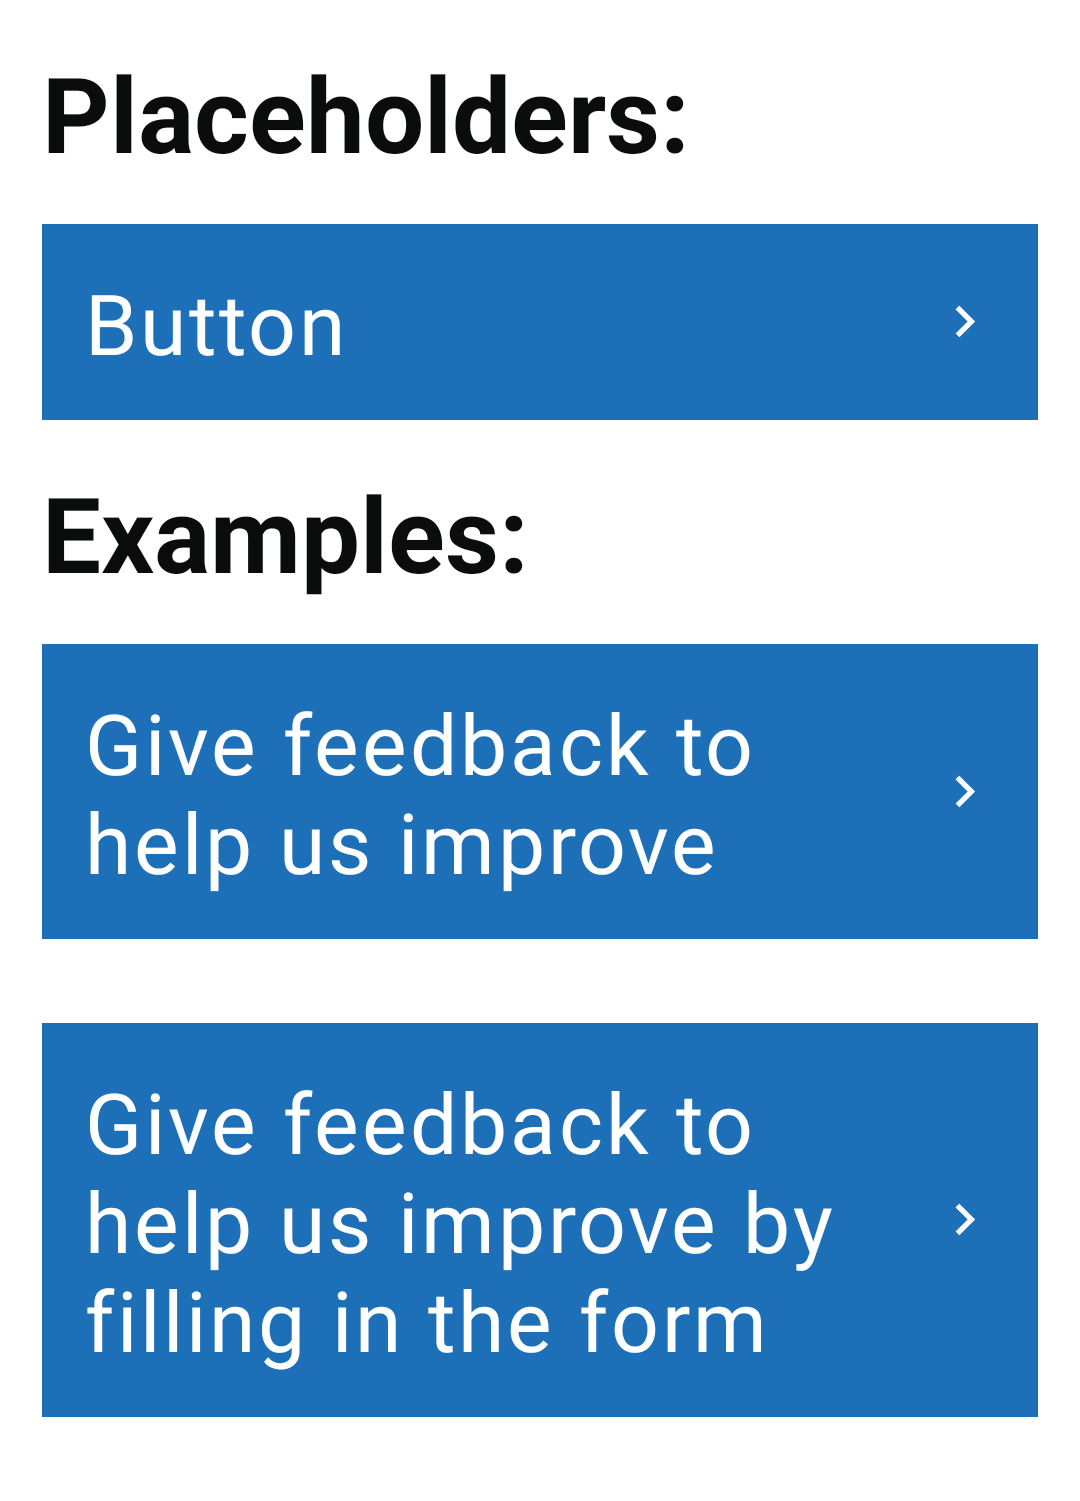 Placeholders:
Button
Examples:
Give feedback to
help us improve
Give feedback to
help us improve by
filling in the form